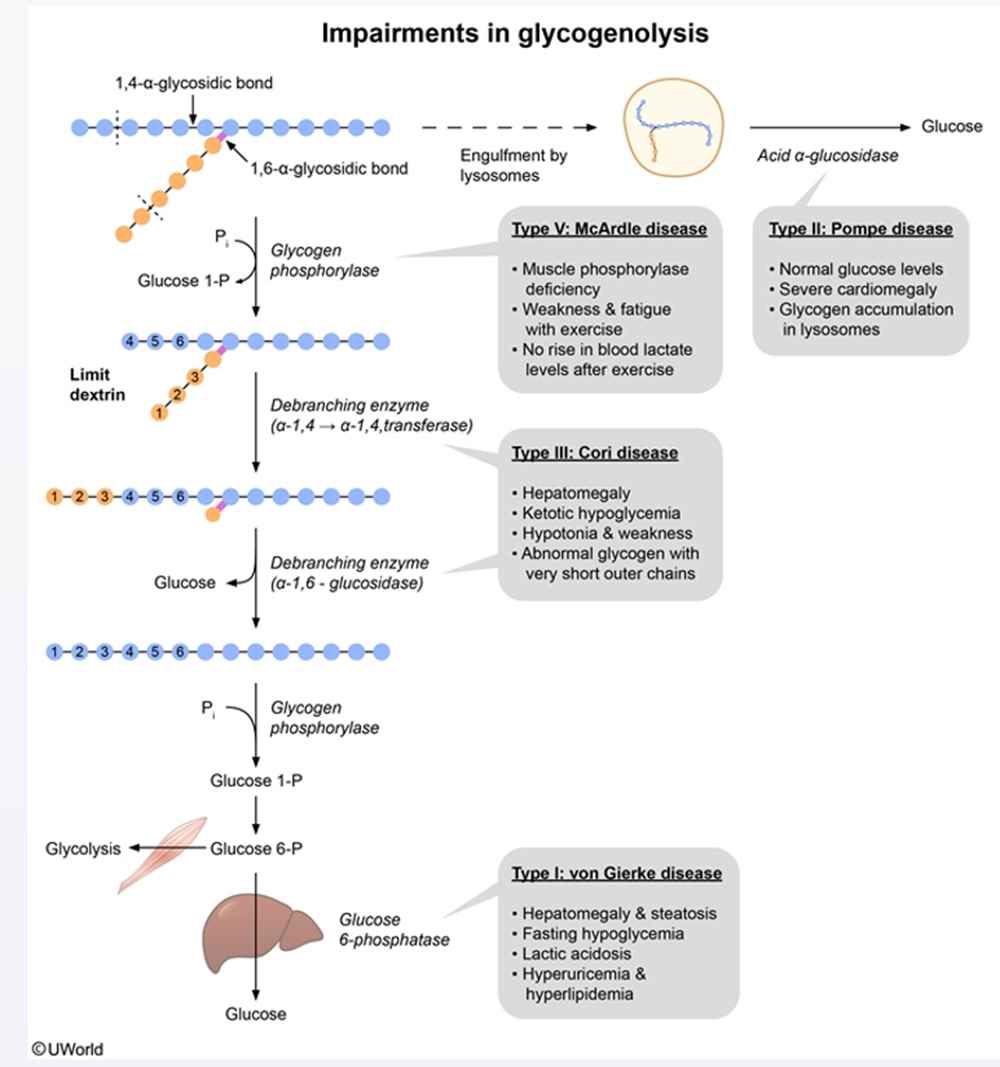 Impairments in glycogenolysis
1,4-α-glycosidic bond
1,6-α-glycosidic bond
Engulfment by
lysosomes
Acid α-glucosidase
Glucose
Pi
Glucose 1-P
Glycogen
phosphorylase
Type V: McArdle disease
• Muscle phosphorylase
deficiency
• Weakness & fatigue
with exercise
• No rise in blood lactate
levels after exercise
Type II: Pompe disease
• Normal glucose levels
• Severe cardiomegaly
• Glycogen accumulation
in lysosomes
4 5 6
3
2
1
Limit
dextrin
Debranching enzyme
(α-1,4 → α-1,4,transferase)
Type III: Cori disease
• Hepatomegaly
• Ketotic hypoglycemia
• Hypotonia & weakness
• Abnormal glycogen with
very short outer chains
1 2 3 4 5 6
Glucose
Debranching enzyme
(α-1,6 - glucosidase)
1 2 3 4 5 6
Pi
Glycogen
phosphorylase
Glucose 1-P
Glycolysis
Glucose 6-P
Glucose
6-phosphatase
Type I: von Gierke disease
• Hepatomegaly & steatosis
• Fasting hypoglycemia
• Lactic acidosis
• Hyperuricemia &
hyperlipidemia
Glucose
©UWorld